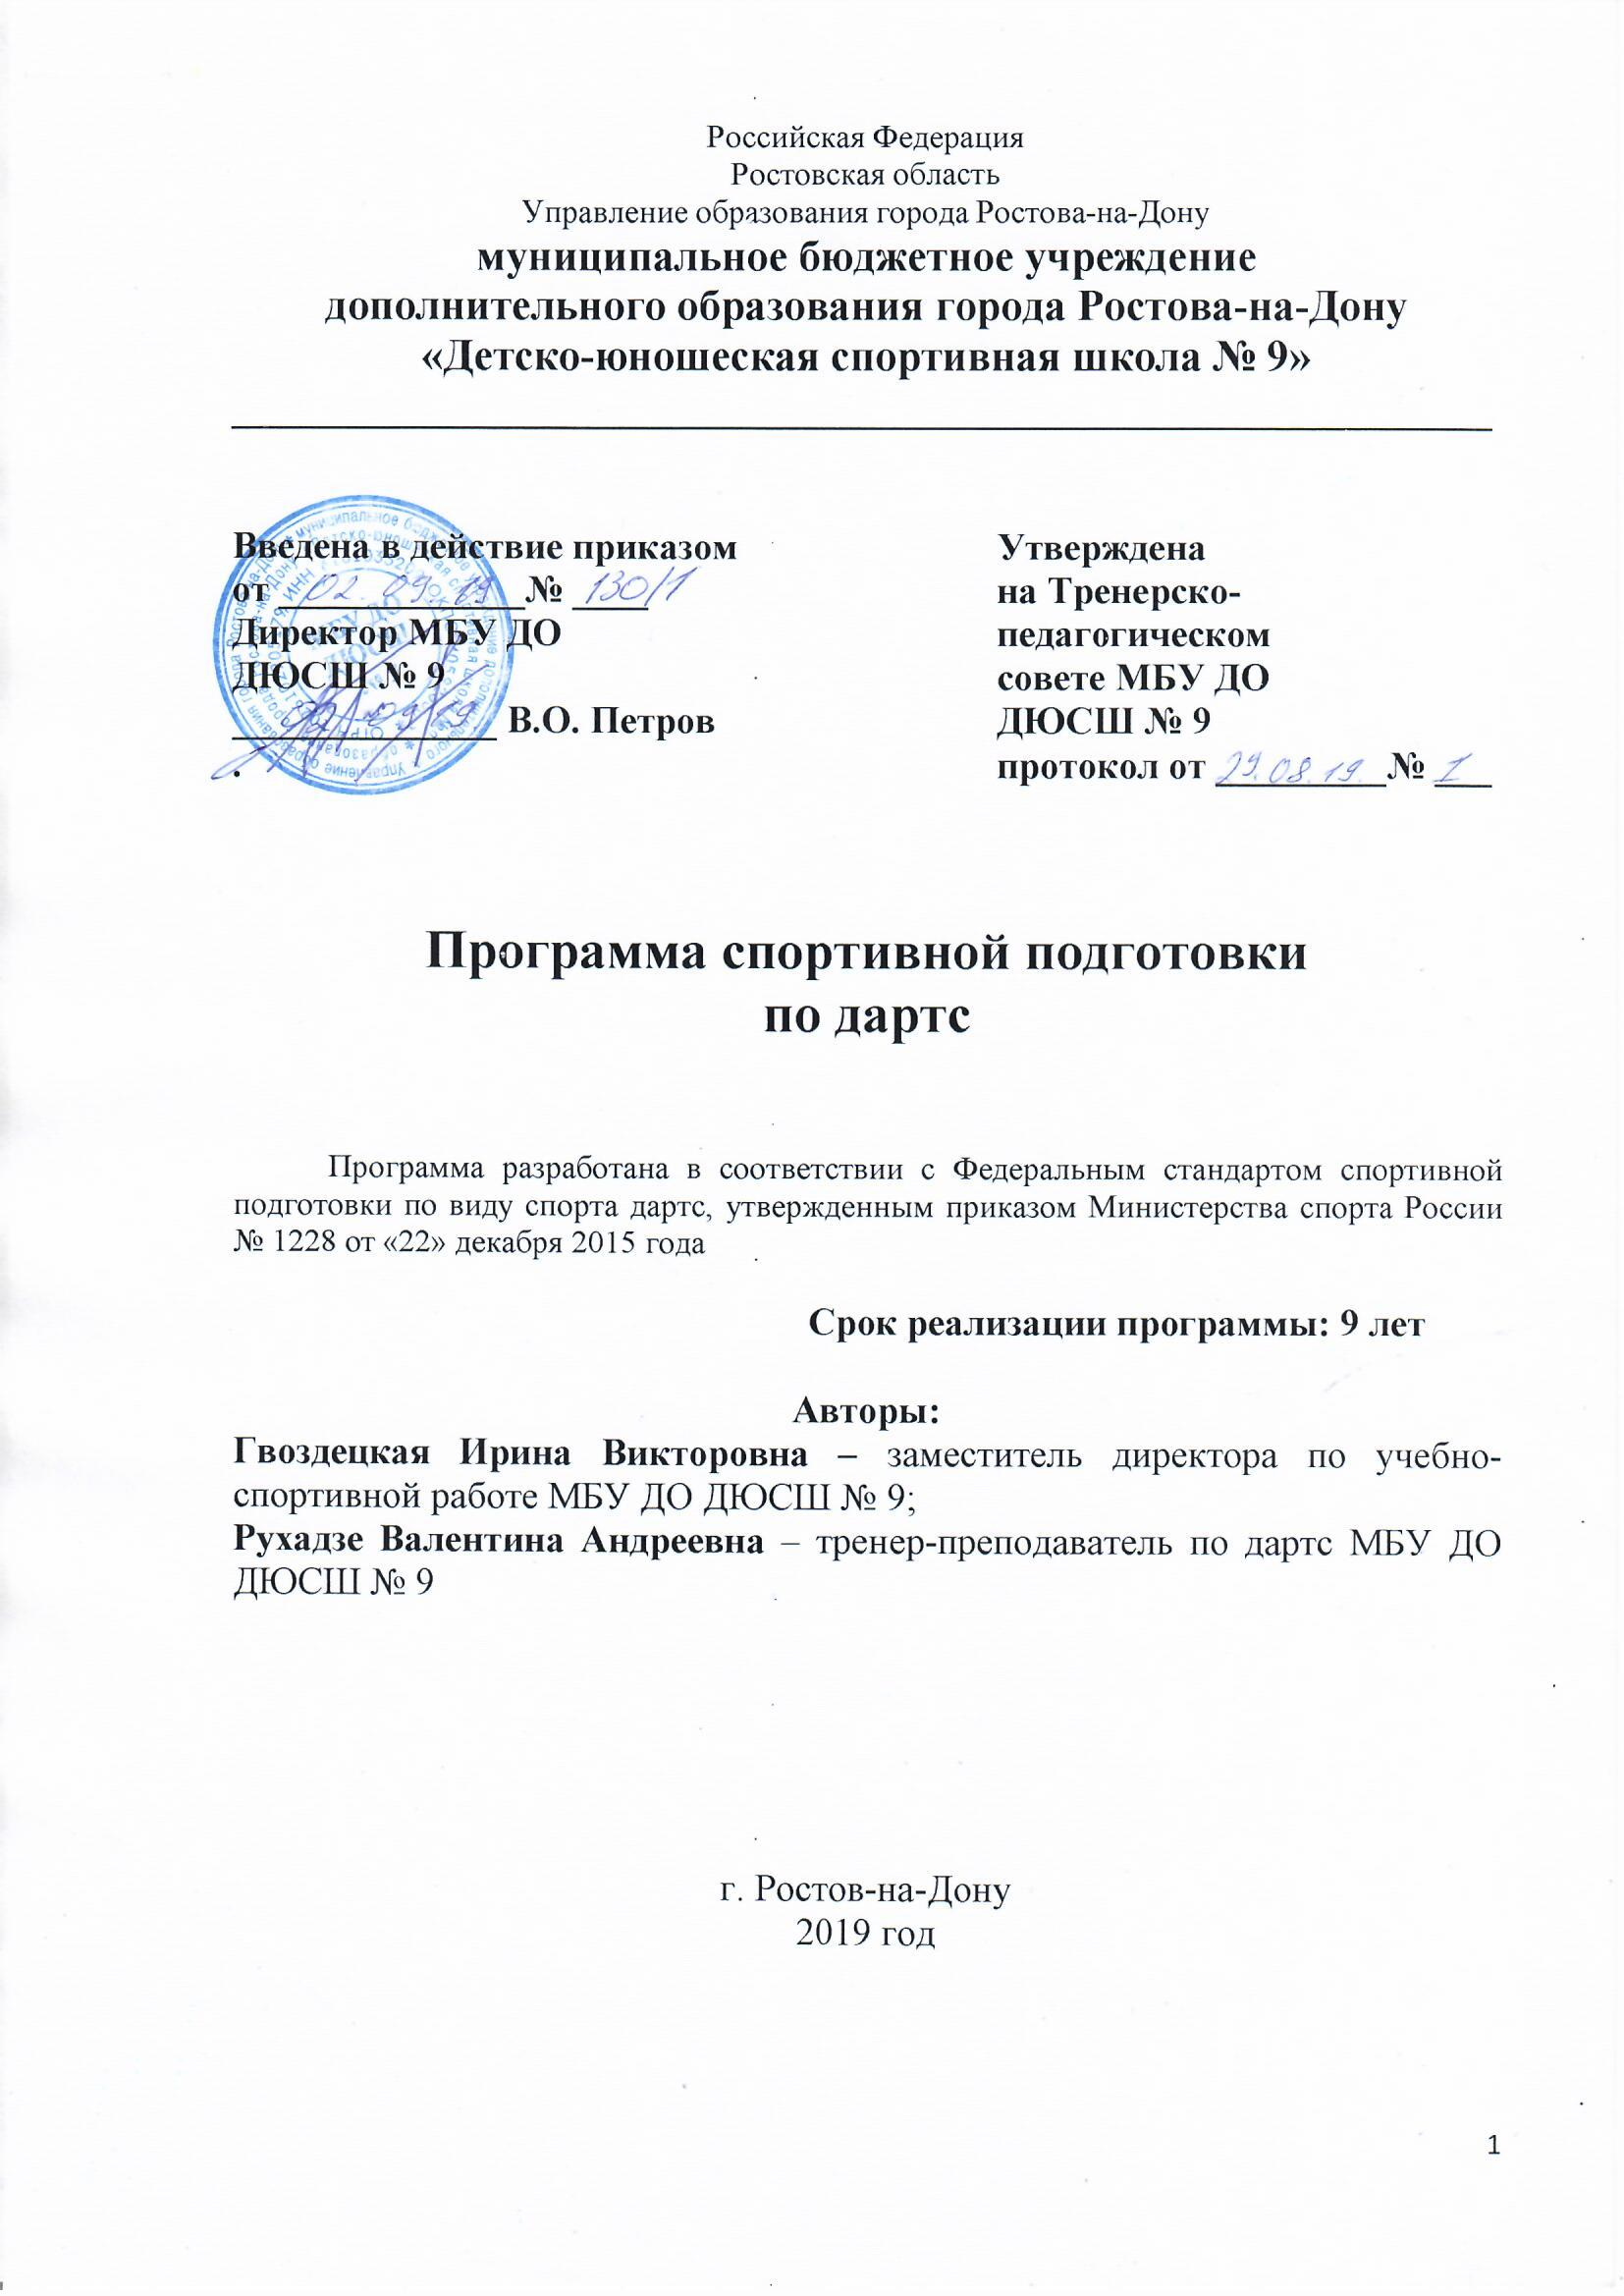 Российская Федерация
Ростовская область
Управление образования города Ростова-на-Дону
муниципальное бюджетное учреждение
дополнительного образования города Ростова-на-Дону
«Детско-юношеская спортивная школа № 9»
Введена в действие приказом
от 02.09.19 № 130/1
Директор МБУ ДО
ДЮСШ № 9
02.09.19 В.О. Петров
.
Утверждена
на Тренерско-
педагогическом
совете МБУ ДО
ДЮСШ № 9
протокол от 29.08.19. № 1
Программа спортивной подготовки
по дартс
Программа разработана в соответствии с Федеральным стандартом спортивной
подготовки по виду спорта дартс, утвержденным приказом Министерства спорта России
№ 1228 от «22» декабря 2015 года
Срок реализации программы: 9 лет
Авторы:
Гвоздецкая Ирина Викторовна – заместитель директора по учебно-
спортивной работе МБУ ДО ДЮСШ № 9;
Рухадзе Валентина Андреевна – тренер-преподаватель по дартс МБУ ДО
ДЮСШ № 9
г. Ростов-на-Дону
2019 год
1